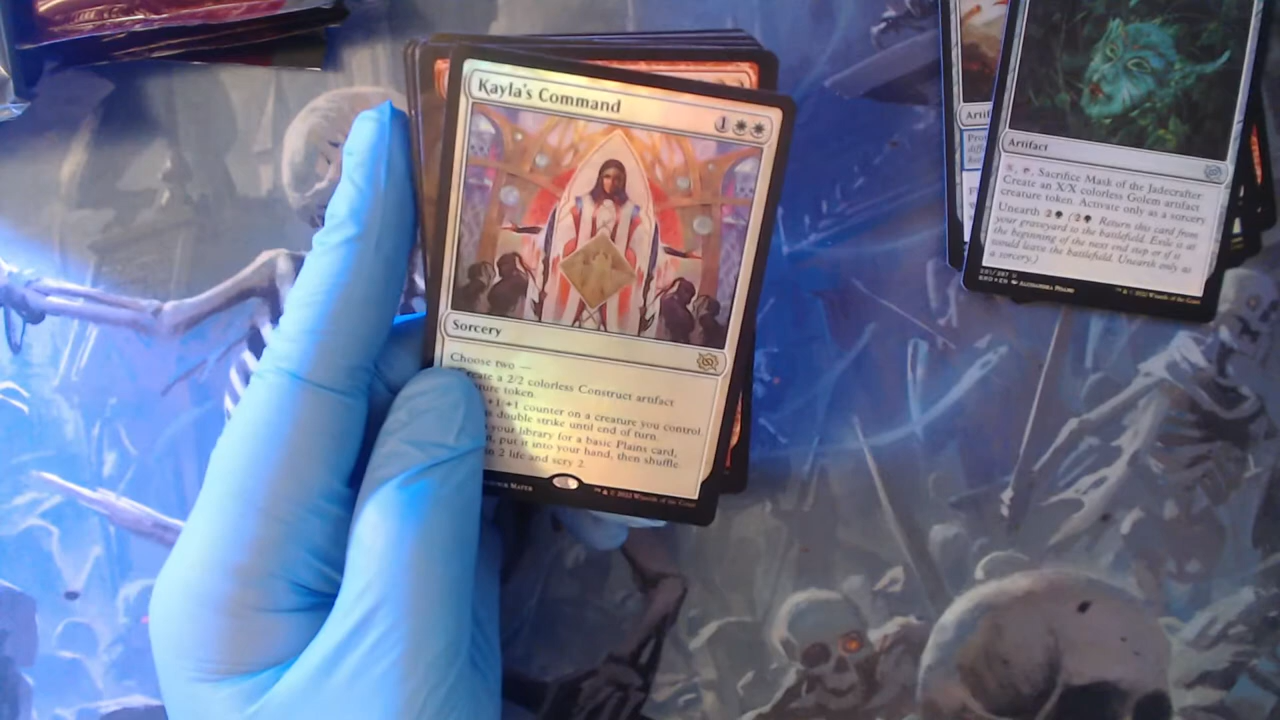 Kayla's Command
1
Sorcery
Choose two —
Create a 2/2 colorless Construct artifact
ture token.
+1/+1 counter on a creature you control.
double strike until end of turn.
your library for a basic Plains card,
put it into your hand, then shuffle
2 life and scry 2.
™ & © 2022 Wizards of the Coast
Artif
Artifact
, Sacrifice Mask of the Jadecrafter
Create an X/X colorless Golem artifact
creature token. Activate only as a sorcery
Unearth 2 (2 Return this card from
your graveyard to the battlefield. Exile it at
the beginning of the next end step or if it
would leave the battlefield. Unearth only as
a sorcery.)
™ & © 2022 Wizards of the Coast